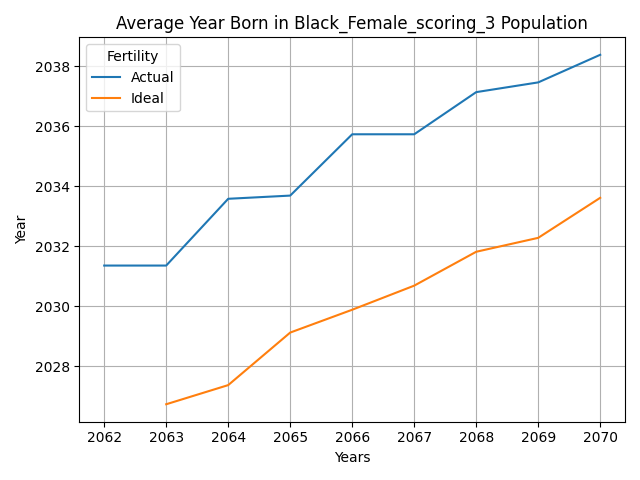 Average Year Born in Black_Female_scoring_3 Population
Fertility
Actual
Ideal
2038
2036
2034
2032
2030
2028
Year
2062 2063 2064 2065 2066 2067 2068 2069 2070
Years